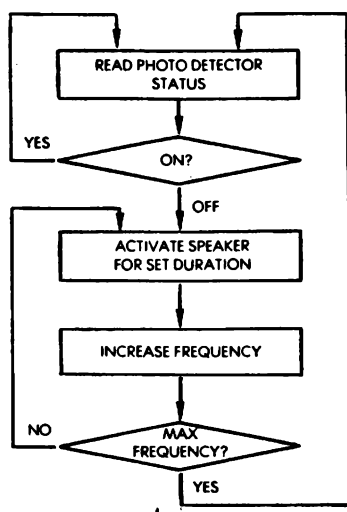 READ PHOTO DETECTOR
STATUS
YES
ON?
OFF
ACTIVATE SPEAKER
FOR SET DURATION
INCREASE FREQUENCY
NO
MAX
FREQUENCY?
YES